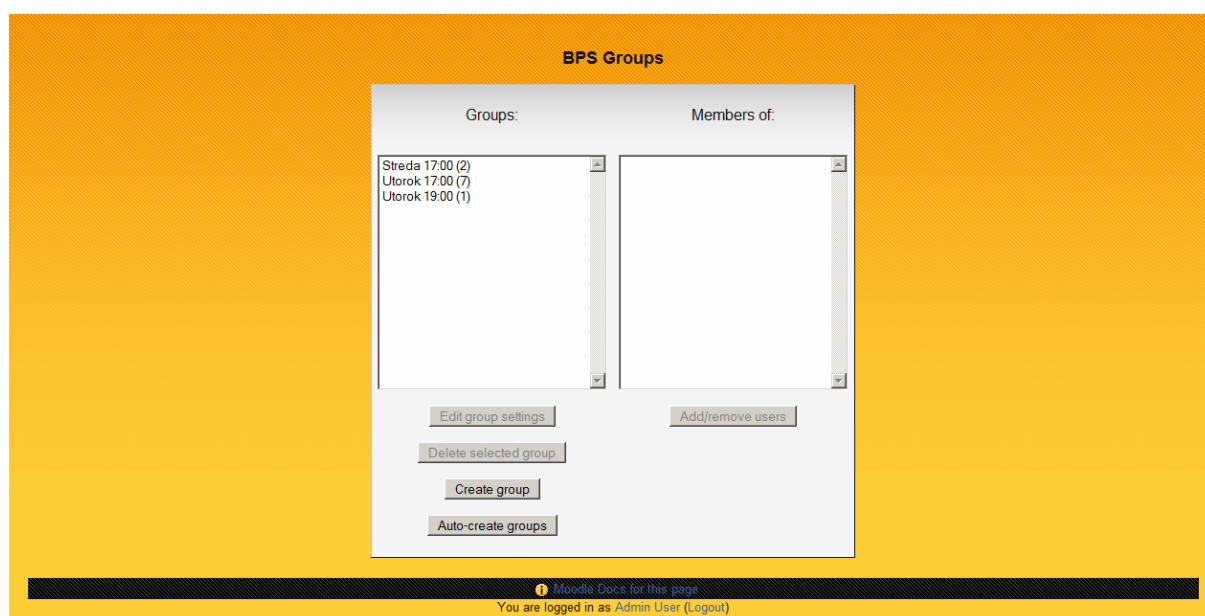 BPS Groups
Groups:
Members of:
Streda 17:00 (2)
Utorok 17:00 (7)
Utorok 19:00 (1)
Edit group settings
Add/remove users
Delete selected group
Create group
Auto-create groups
Moodle Docs for this page
You are logged in as Admin User (Logout)